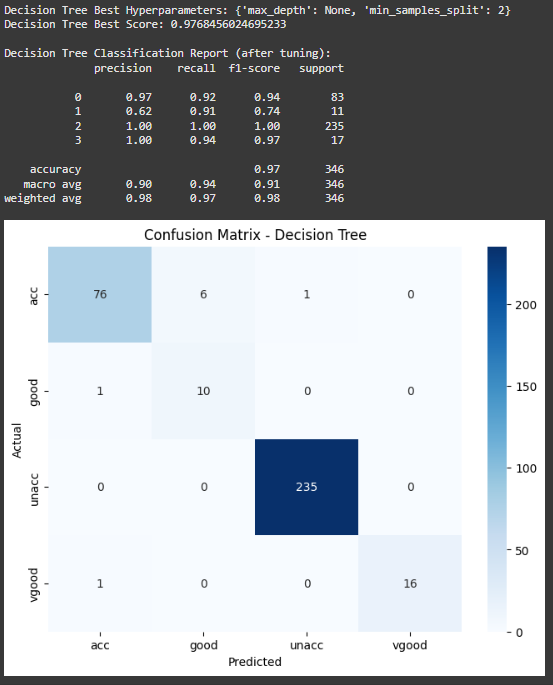 Decision Tree Best Hyperparameters: {'max_depth': None, 'min_samples_split': 2}
Decision Tree Best Score: 0.9768456024695233
Decision Tree Classification Report (after tuning):
precision recall f1-score support
0 0.97 0.92 0.94 83
1 0.62 0.91 0.74 11
2 1.00 1.00 1.00 235
3 1.00 0.94 0.97 17
accuracy 0.97 346
macro avg 0.90 0.94 0.91 346
weighted avg 0.98 0.97 0.98 346
Confusion Matrix - Decision Tree
acc 76 6 1 0
good 1 10 0 0
unacc 0 0 235 0
vgood 1 0 0 16
Actual
acc good unacc vgood
Predicted
200
150
100
50
0